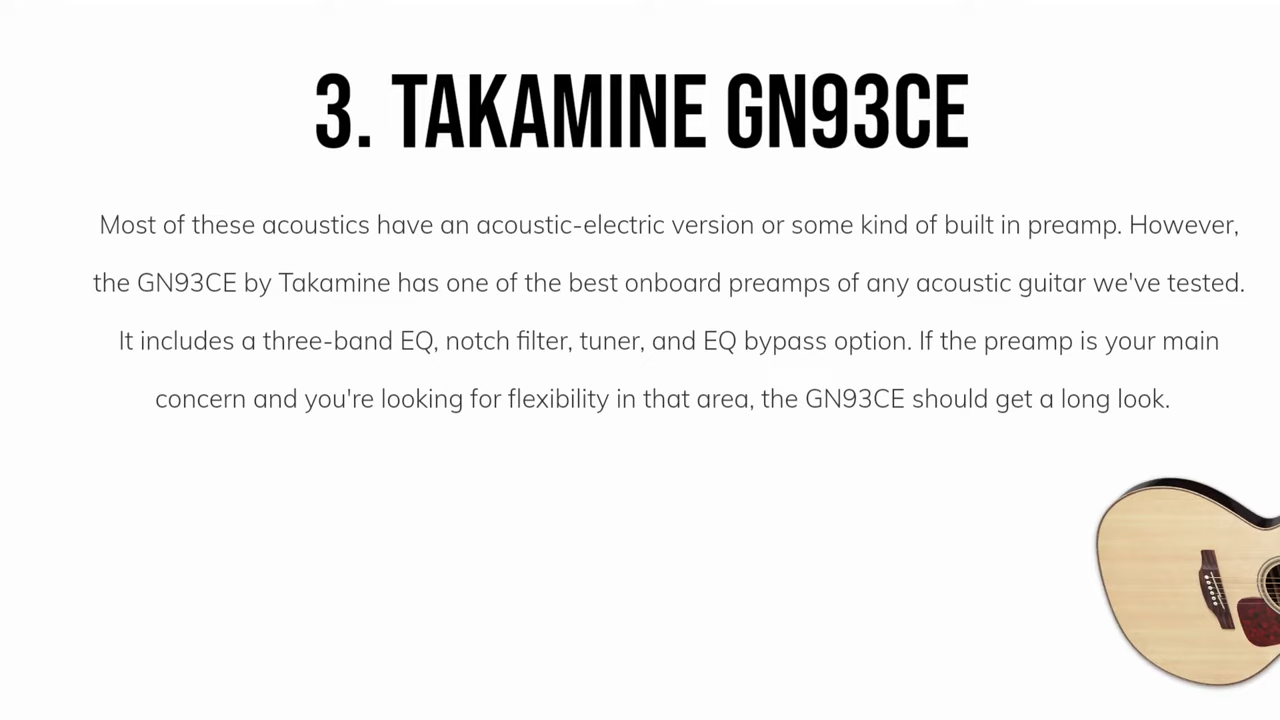 3. TAKAMINE GN93CE
Most of these acoustics have an acoustic-electric version or some kind of built in preamp. However,
the GN93CE by Takamine has one of the best onboard preamps of any acoustic guitar we've tested.
It includes a three-band EQ, notch filter, tuner, and EQ bypass option. If the preamp is your main
concern and you're looking for flexibility in that area, the GN93CE should get a long look.